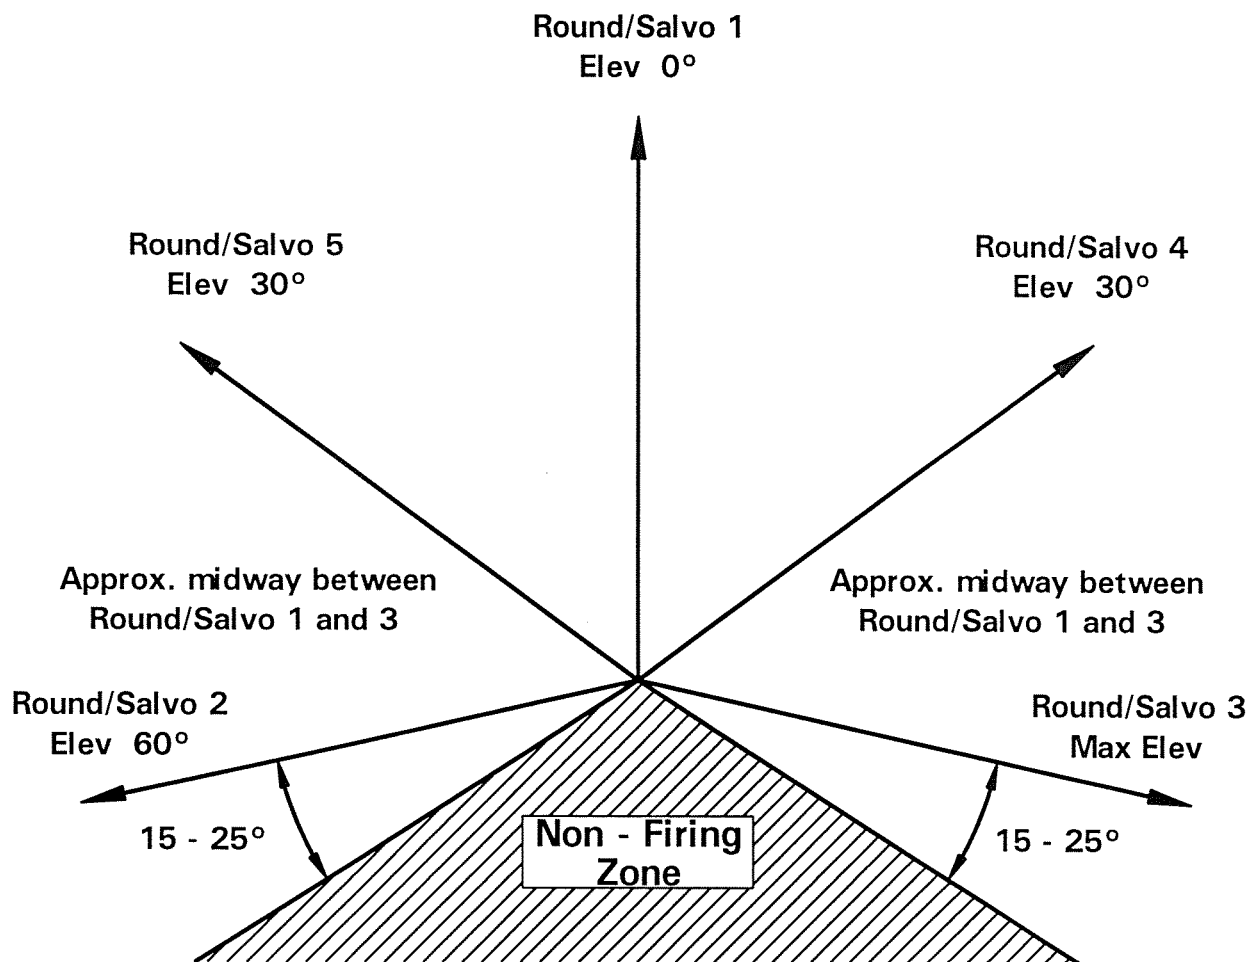 Round/Salvo 1
Elev 0°
Round/Salvo 5
Elev 30°
Round/Salvo 4
Elev 30°
Approx. midway between
Round/Salvo 1 and 3
Approx. midway between
Round/Salvo 1 and 3
Round/Salvo 2
Elev 60°
Round/Salvo 3
Max Elev
15 - 25°
Non - Firing
Zone
15 - 25°